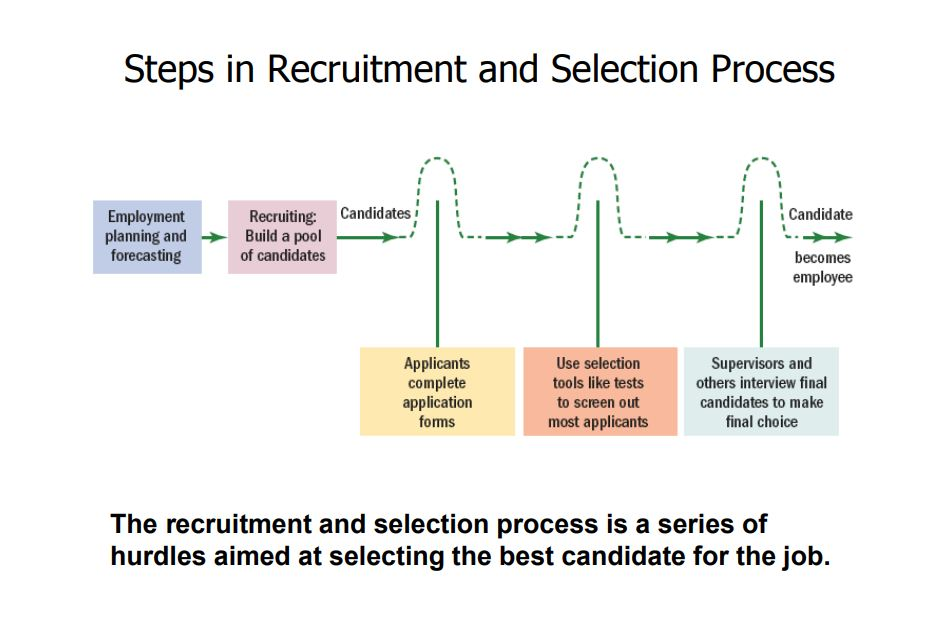 Steps in Recruitment and Selection Process
Employment
planning and
forecasting
Recruiting:
Build a pool
of candidates
Candidates
Candidate
becomes
employee
Applicants
complete
application
forms
Use selection
tools like tests
to screen out
most applicants
Supervisors and
others interview final
candidates to make
final choice
The recruitment and selection process is a series of
hurdles aimed at selecting the best candidate for the job.